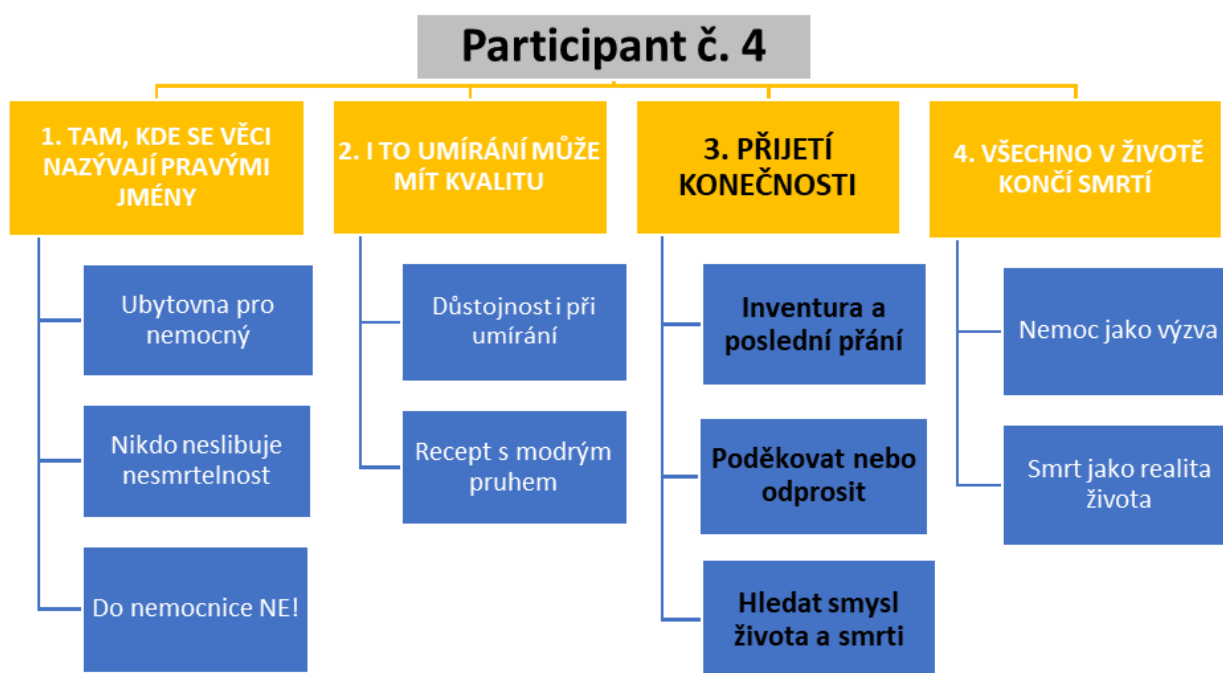 Participant č. 4
1. TAM, KDE SE VĚCI
NAZÝVAJÍ PRAVÝMI
JMÉNY
Ubytovna pro
nemocný
Nikdo neslibuje
nesmrtelnost
Do nemocnice NE!
2. I TO UMÍRÁNÍ MŮŽE
MÍT KVALITU
Důstojnost i při
umírání
Recept s modrým
pruhem
3. PŘIJETÍ
KONEČNOSTI
Inventura a
poslední přání
Poděkovat nebo
odprosit
Hledat smysl
života a smrti
4. VŠECHNO V ŽIVOTĚ
KONČÍ SMRTÍ
Nemoc jako výzva
Smrt jako realita
života